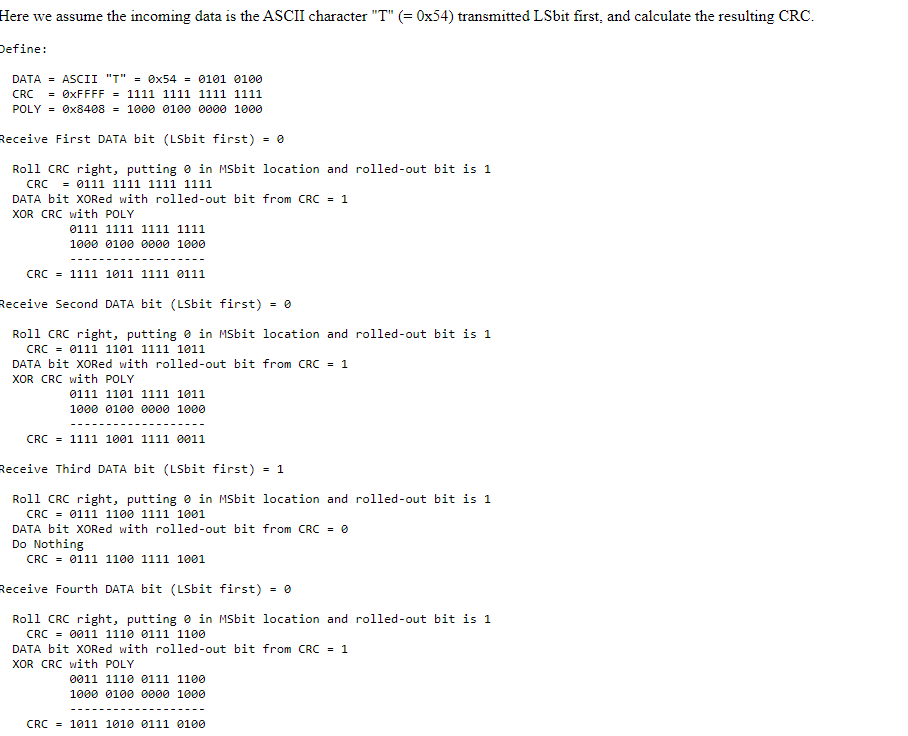 Here we assume the incoming data is the ASCII character "T" (= 0x54) transmitted LSbit first, and calculate the resulting CRC.
Define:
DATA = ASCII "T" = 0x54 = 0101 0100
CRC = 0xFFFF = 1111 1111 1111 1111
POLY = 0x8408 = 1000 0100 0000 1000
Receive First DATA bit (LSbit first) = 0
Roll CRC right, putting 0 in MSbit location and rolled-out bit is 1
CRC = 0111 1111 1111 1111
DATA bit XORed with rolled-out bit from CRC = 1
XOR CRC with POLY
0111 1111 1111 1111
1000 0100 0000 1000
-------------------
CRC = 1111 1011 1111 0111
Receive Second DATA bit (LSbit first) = 0
Roll CRC right, putting 0 in MSbit location and rolled-out bit is 1
CRC = 0111 1101 1111 1011
DATA bit XORed with rolled-out bit from CRC = 1
XOR CRC with POLY
0111 1101 1111 1011
1000 0100 0000 1000
-------------------
CRC = 1111 1001 1111 0011
Receive Third DATA bit (LSbit first) = 1
Roll CRC right, putting 0 in MSbit location and rolled-out bit is 1
CRC = 0111 1100 1111 1001
DATA bit XORed with rolled-out bit from CRC = 0
Do Nothing
CRC = 0111 1100 1111 1001
Receive Fourth DATA bit (LSbit first) = 0
Roll CRC right, putting 0 in MSbit location and rolled-out bit is 1
CRC = 0011 1110 0111 1100
DATA bit XORed with rolled-out bit from CRC = 1
XOR CRC with POLY
0011 1110 0111 1100
1000 0100 0000 1000
-------------------
CRC = 1011 1010 0111 0100